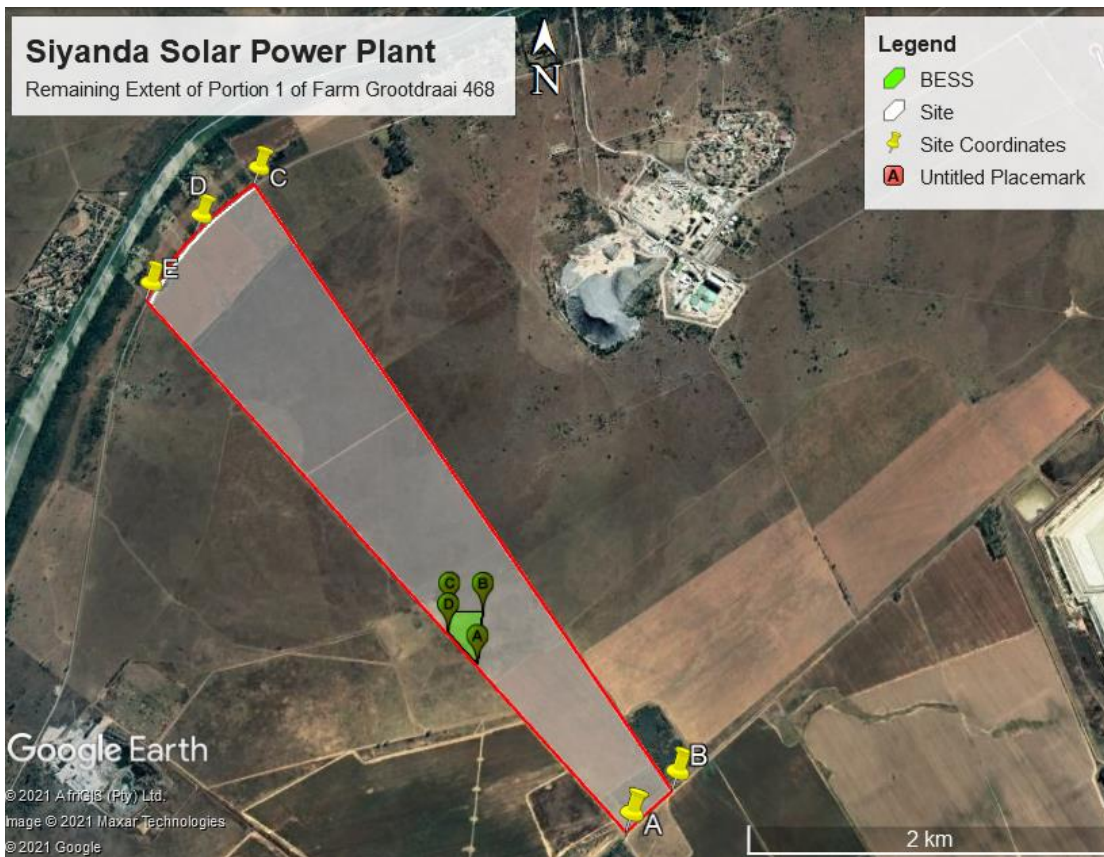 Siyanda Solar Power Plant
Remaining Extent of Portion 1 of Farm Grootdraai 468
N
Legend
BESS
Site
Site Coordinates
A Untitled Placemark
C
D
E
C B
D
A
B
A
Google Earth
© 2021 AfriGIS (Pty) Ltd.
Image © 2021 Maxar Technologies
© 2021 Google
2 km